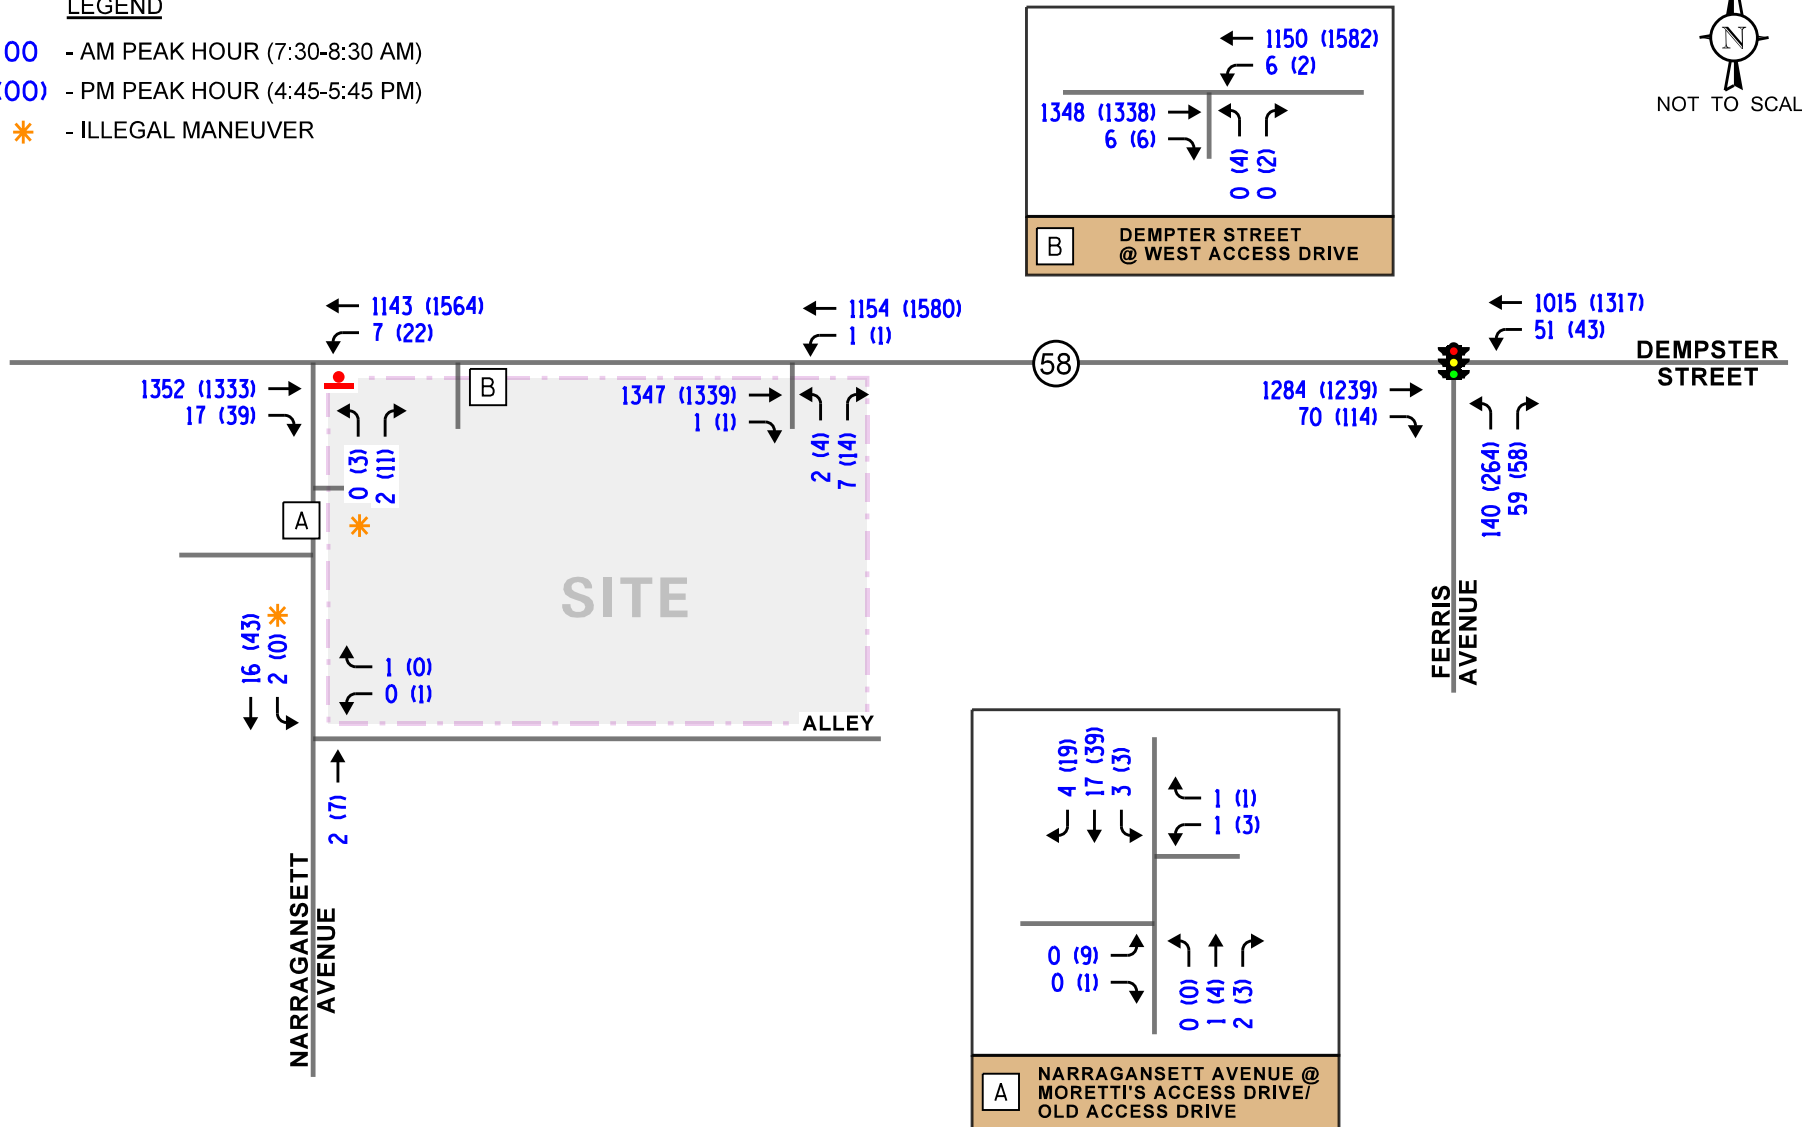 LEGEND
00 - AM PEAK HOUR (7:30-8:30 AM)
00) - PM PEAK HOUR (4:45-5:45 PM)
- ILLEGAL MANEUVER
1150 (1582)
6 (2)
1348 (1338)
6 (6)
0 (4)
0 (2)
B
DEMPTER STREET
@ WEST ACCESS DRIVE
N
NOT TO SCAL
1143 (1564)
7 (22)
1154 (1580)
1 (1)
1015 (1317)
51 (43)
58
DEMPSTER
STREET
1352 (1333)
17 (39)
B
1347 (1339)
1 (1)
1284 (1239)
70 (114)
0 (3)
2 (11)
2 (4)
7 (14)
140 (264)
59 (58)
A
SITE
16 (43)
2 (0)
1 (0)
0 (1)
FERRIS
AVENUE
ALLEY
2 (7)
NARRAGANSETT
AVENUE
4 (19)
17 (39)
3 (3)
1 (1)
1 (3)
0 (9)
0 (1)
0 (0)
1 (4)
2 (3)
A
NARRAGANSETT AVENUE @
MORETTI'S ACCESS DRIVE/
OLD ACCESS DRIVE